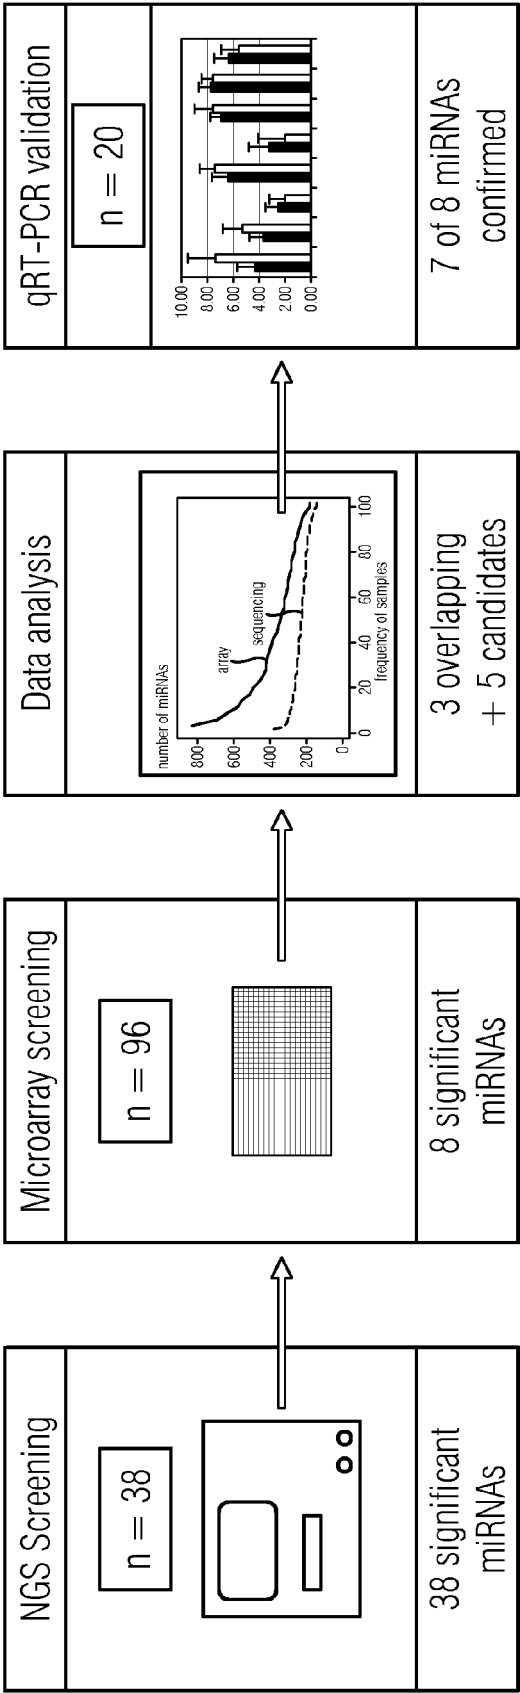 NGS Screening
n = 38
38 significant
miRNAs
Microarray screening
n = 96
8 significant
miRNAs
Data analysis
number of miRNAs
800
600
400
200
0
array
sequencing
0 20 40 60 80 100
frequency of samples
3 overlapping
+ 5 candidates
qRT-PCR validation
n = 20
10.00
8.00
6.00
4.00
2.00
0.00
7 of 8 miRNAs
confirmed